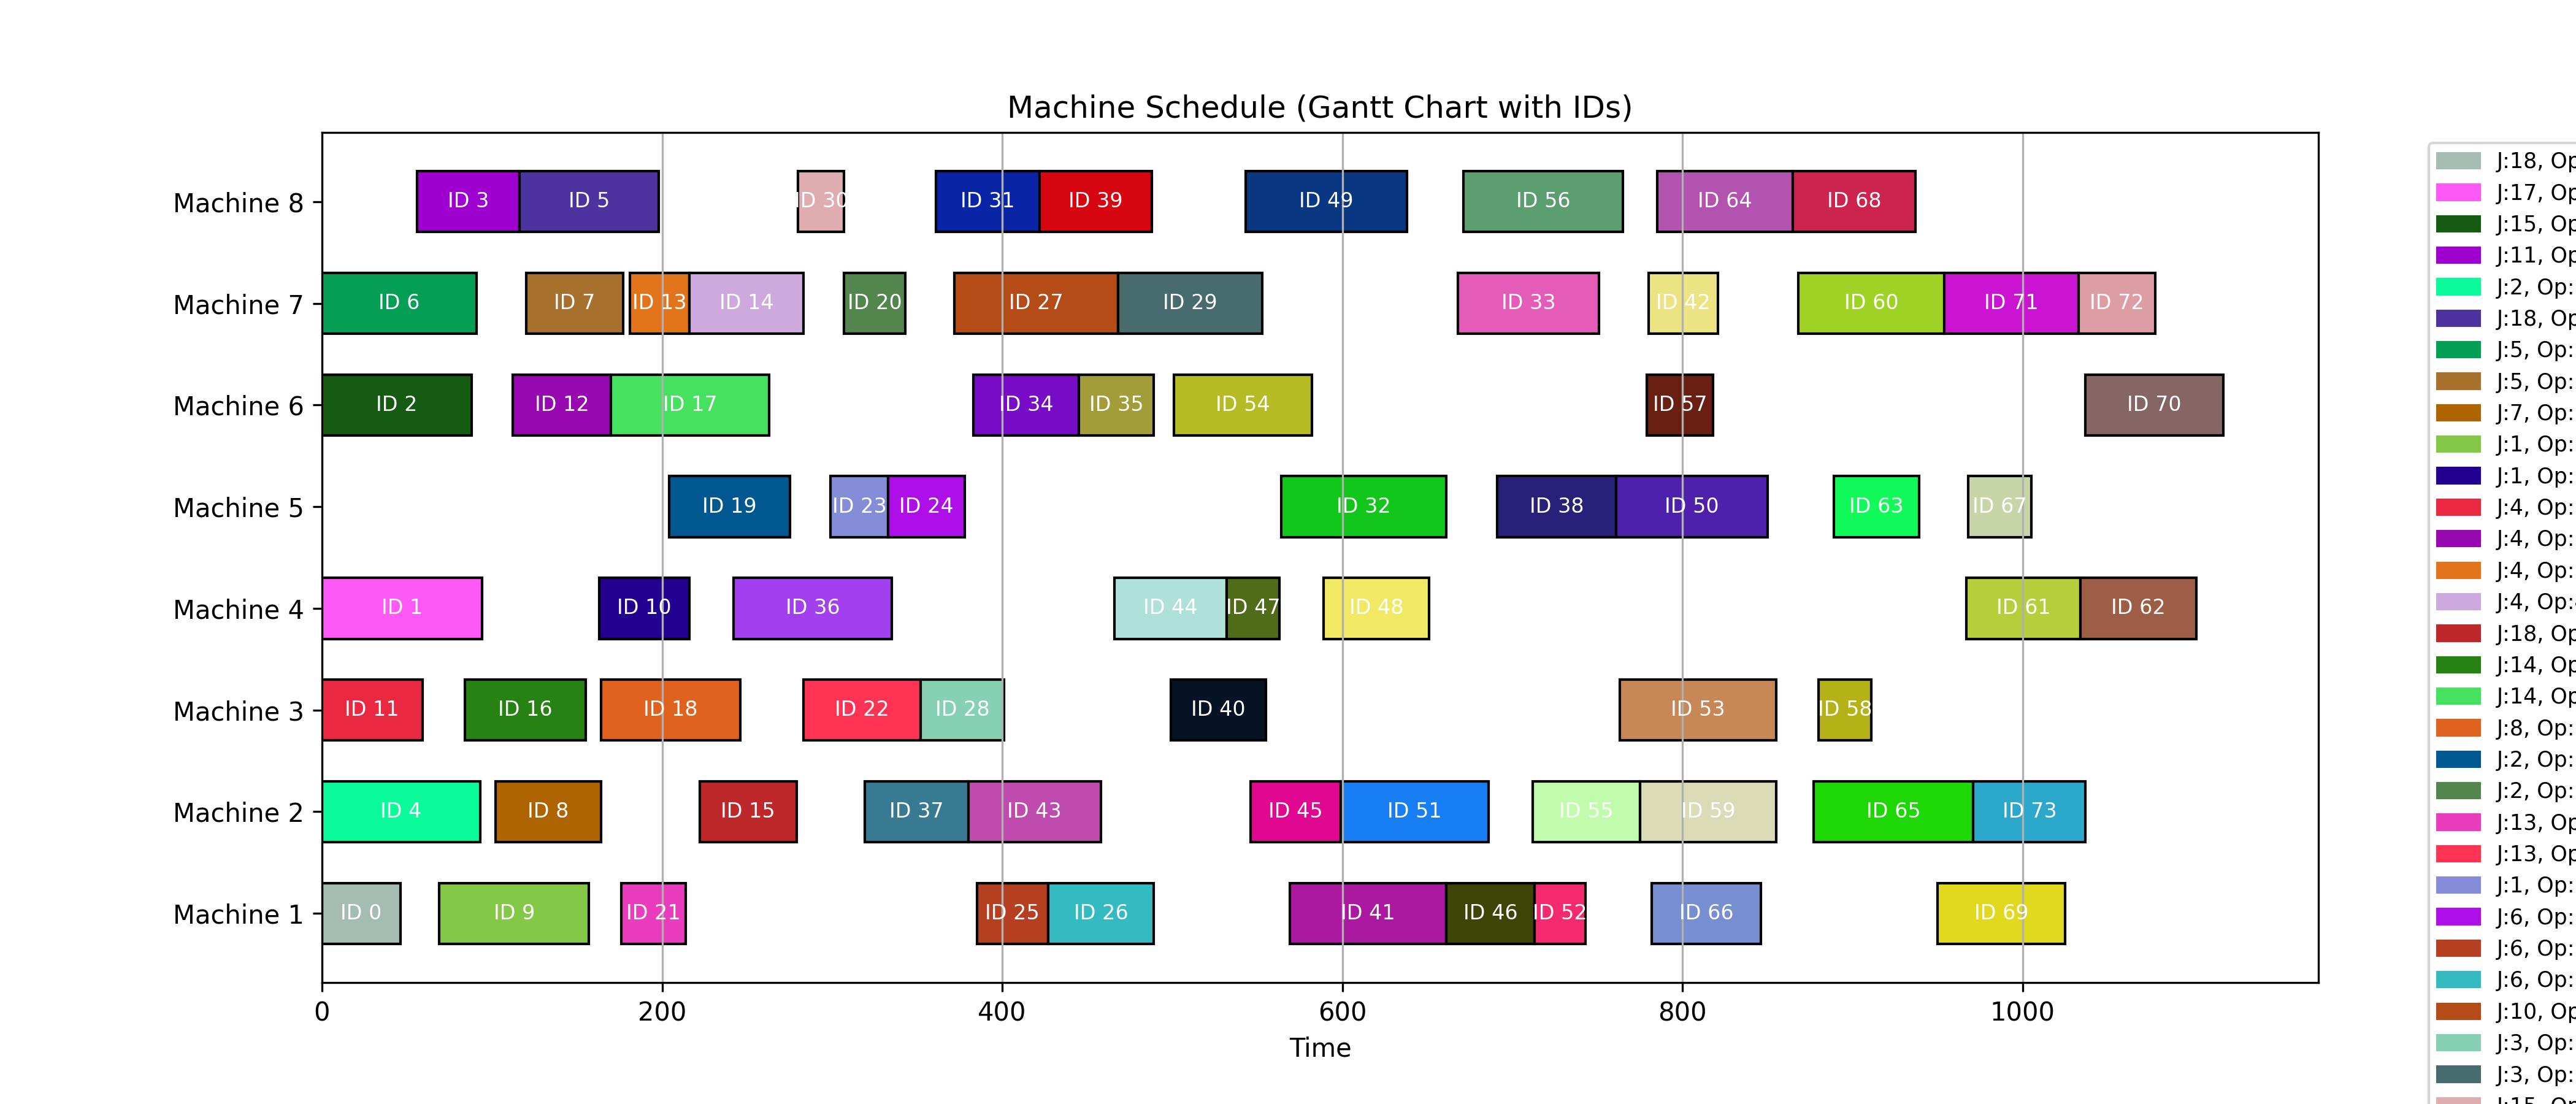 Machine Schedule (Gantt Chart with IDs)
Machine 8 ID 3 ID 5 ID 30 ID 31 ID 39 ID 49 ID 56 ID 64 ID 68
Machine 7 ID 6 ID 7 ID 13 ID 14 ID 20 ID 27 ID 29 ID 33 ID 42 ID 60 ID 71 ID 72
Machine 6 ID 2 ID 12 ID 17 ID 34 ID 35 ID 54 ID 57 ID 70
Machine 5 ID 19 ID 23 ID 24 ID 32 ID 38 ID 50 ID 63 ID 67
Machine 4 ID 1 ID 10 ID 36 ID 44 ID 47 ID 48 ID 61 ID 62
Machine 3 ID 11 ID 16 ID 18 ID 22 ID 28 ID 40 ID 53 ID 58
Machine 2 ID 4 ID 8 ID 15 ID 37 ID 43 ID 45 ID 51 ID 55 ID 59 ID 65 ID 73
Machine 1 ID 0 ID 9 ID 21 ID 25 ID 26 ID 41 ID 46 ID 52 ID 66 ID 69
0 200 400 600 800 1000
Time
J:18, Op
J:17, Op
J:15, Op
J:11, Op
J:2, Op:
J:18, Op
J:5, Op:
J:5, Op:
J:7, Op:
J:1, Op:
J:1, Op:
J:4, Op:
J:4, Op:
J:4, Op:
J:4, Op:
J:18, Op
J:14, Op
J:14, Op
J:8, Op:
J:2, Op:
J:2, Op:
J:13, Op
J:13, Op
J:1, Op:
J:6, Op:
J:6, Op:
J:6, Op:
J:10, Op
J:3, Op:
J:3, Op:
J:15, Op